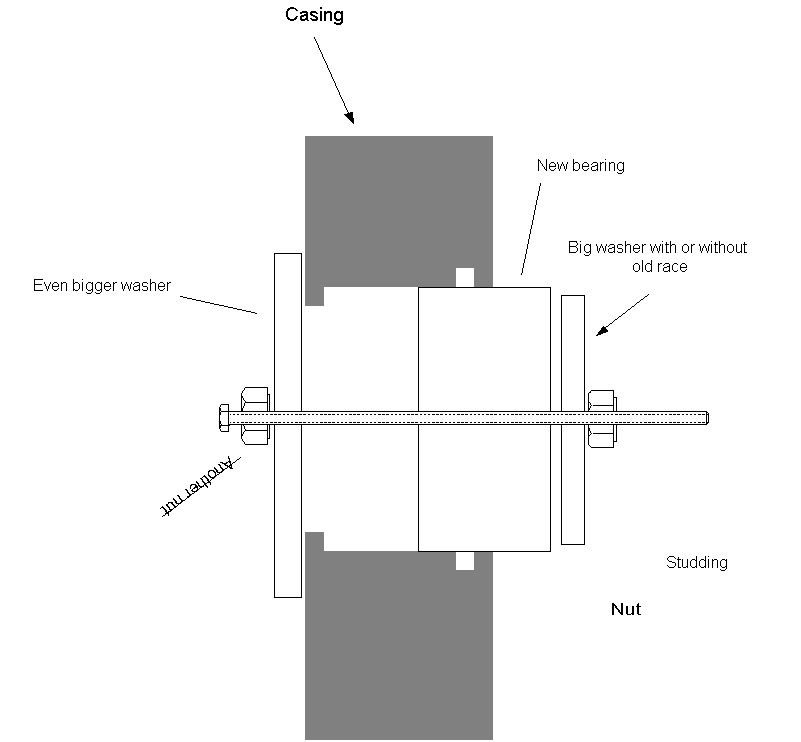 Casing
New bearing
Big washer with or without
old race
Even bigger washer
Another nut
Studding
Nut